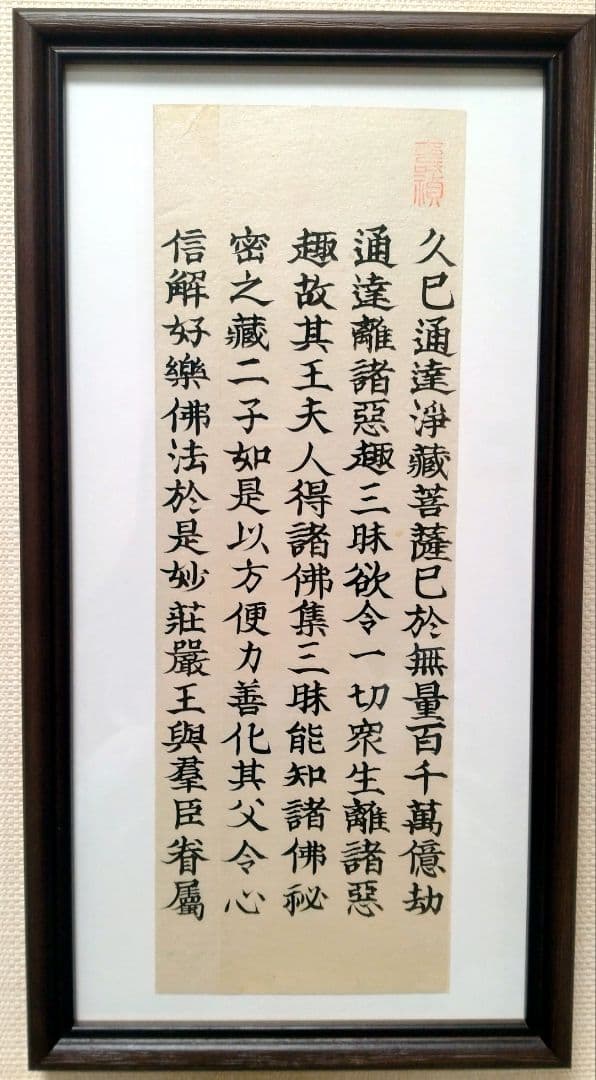 久已通達淨藏菩薩已於無量百千萬億劫
通達離諸惡趣三昧欲令一切眾生離諸惡
趣故其王夫人得諸佛集三昧能知諸佛祕
密之藏二子如是以方便力善化其父令心
信解好樂佛法於是妙莊嚴王與羣臣眷屬